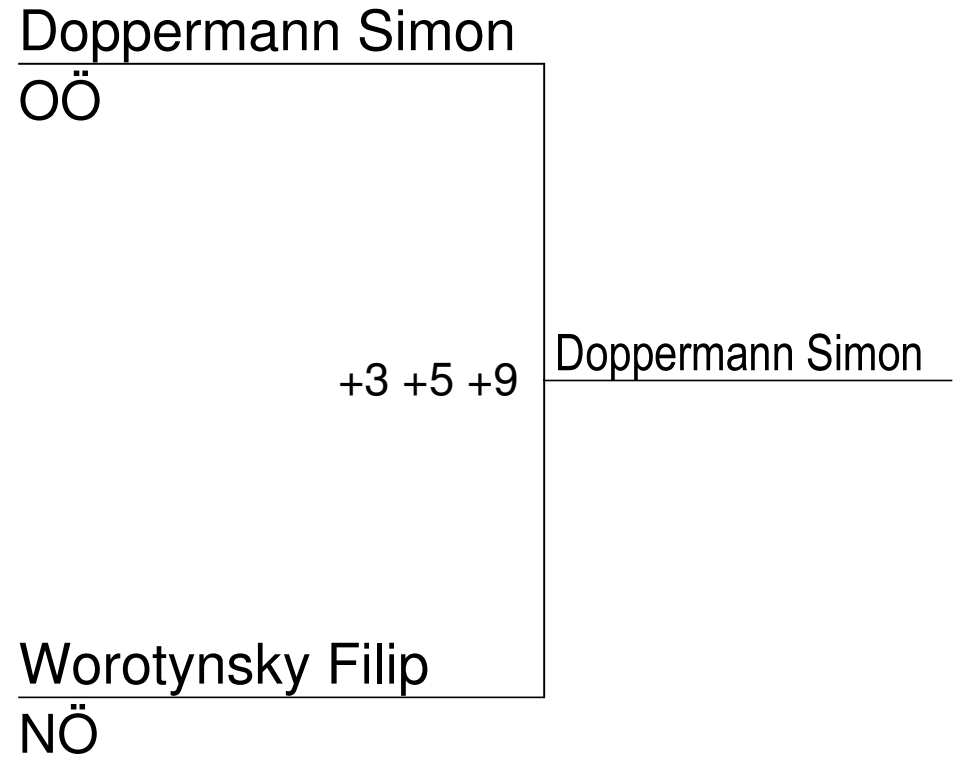 Doppermann Simon
OÖ
Doppermann Simon
+3 +5 +9
Worotynsky Filip
NÖ